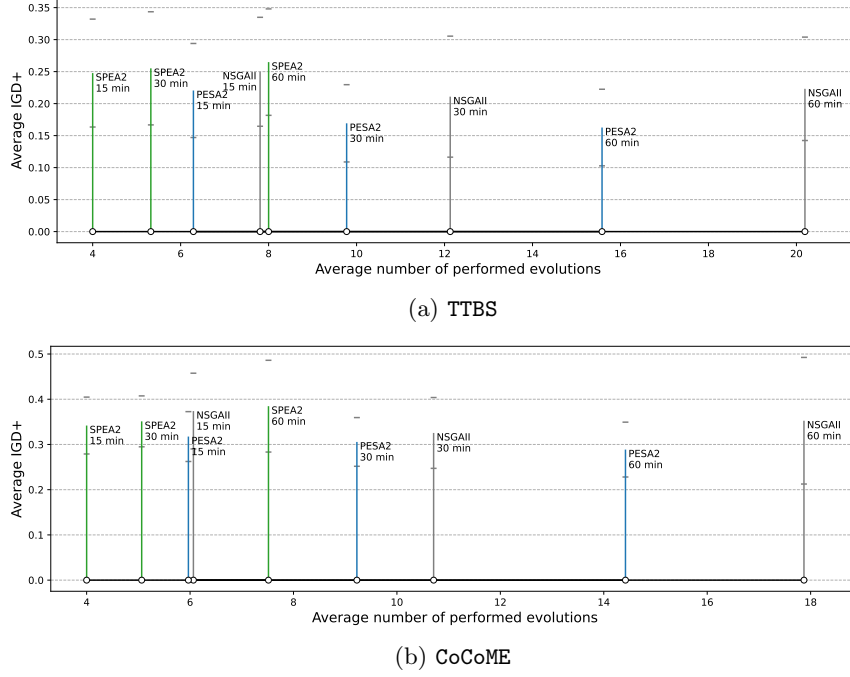 0.35
0.30
0.25
0.20
0.15
0.10
0.05
0.00
Average IGD+
SPEA2
15 min
SPEA2
30 min
PESA2
15 min
NSGAII
15 min
SPEA2
60 min
PESA2
30 min
NSGAII
30 min
PESA2
60 min
NSGAII
60 min
4 6 8 10 12 14 16 18 20
Average number of performed evolutions
(a) TTBS
0.5
0.4
0.3
0.2
0.1
0.0
Average IGD+
SPEA2
15 min
SPEA2
30 min
PESA2
15 min
NSGAII
15 min
SPEA2
60 min
PESA2
30 min
NSGAII
30 min
PESA2
60 min
NSGAII
60 min
4 6 8 10 12 14 16 18
Average number of performed evolutions
(b) CoCoME